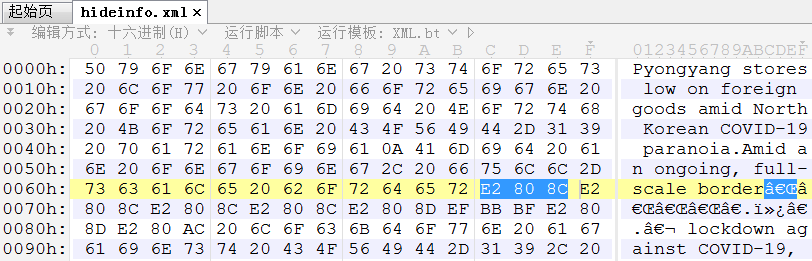 起始页 hideinfo.xml ×
编辑方式: 十六进制(H) 运行脚本 运行模板: XML.bt
0 1 2 3 4 5 6 7 8 9 A B C D E F 0123456789ABCDEF
0000h: 50 79 6F 6E 67 79 61 6E 67 20 73 74 6F 72 65 73 Pyongyang stores
0010h: 20 6C 6F 77 20 6F 6E 20 66 6F 72 65 69 67 6E 20 low on foreign
0020h: 67 6F 6F 64 73 20 61 6D 69 64 20 4E 6F 72 74 68 goods amid North
0030h: 20 4B 6F 72 65 61 6E 20 43 4F 56 49 44 2D 31 39 Korean COVID-19
0040h: 20 70 61 72 61 6E 6F 69 61 0A 41 6D 69 64 20 61 paranoia.Amid a
0050h: 6E 20 6F 6E 67 6F 69 6E 67 2C 20 66 75 6C 6C 2D n ongoing, full-
0060h: 73 63 61 6C 65 20 62 6F 72 64 65 72 E2 80 8C E2 scale borderâ€Œâ
0070h: 80 8C E2 80 8C E2 80 8C E2 80 8D EF BB BF E2 80 €Œâ€Œâ€Œâ€.ï»¿â€
0080h: 8D E2 80 AC 20 6C 6F 63 6B 64 6F 77 6E 20 61 67 .â€¬ lockdown ag
0090h: 61 69 6E 73 74 20 43 4F 56 49 44 2D 31 39 2C 20 ainst COVID-19,